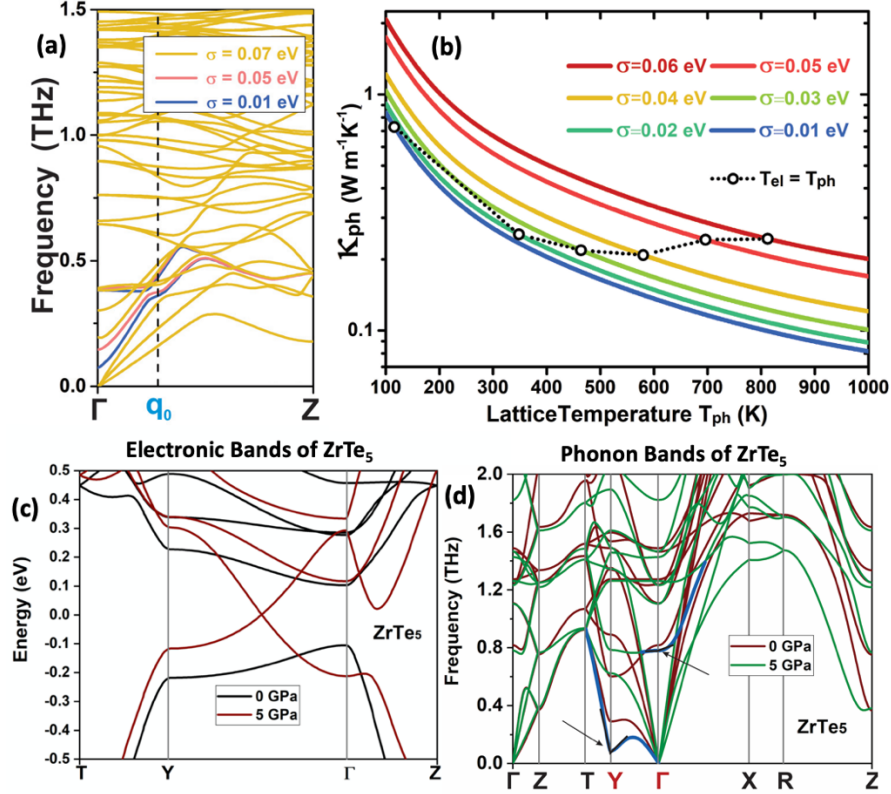 (a)
1.5
1.0
0.5
0.0
Frequency (THz)
σ = 0.07 eV
σ = 0.05 eV
σ = 0.01 eV
Γ
q0
Z
(b)
1
0.1
κph (W m-1K-1)
σ=0.06 eV σ=0.05 eV
σ=0.04 eV σ=0.03 eV
σ=0.02 eV σ=0.01 eV
Tel = Tph
100 200 300 400 500 600 700 800 900 1000
LatticeTemperature Tph (K)
Electronic Bands of ZrTe5
(c)
0.5
0.4
0.3
0.2
0.1
0.0
-0.1
-0.2
-0.3
-0.4
-0.5
Energy (eV)
ZrTe5
0 GPa
5 GPa
T Y Γ Z
Phonon Bands of ZrTe5
(d)
2.0
1.6
1.2
0.8
0.4
0.0
Frequency (THz)
0 GPa
5 GPa
ZrTe5
Γ Z T Y Γ X R Z